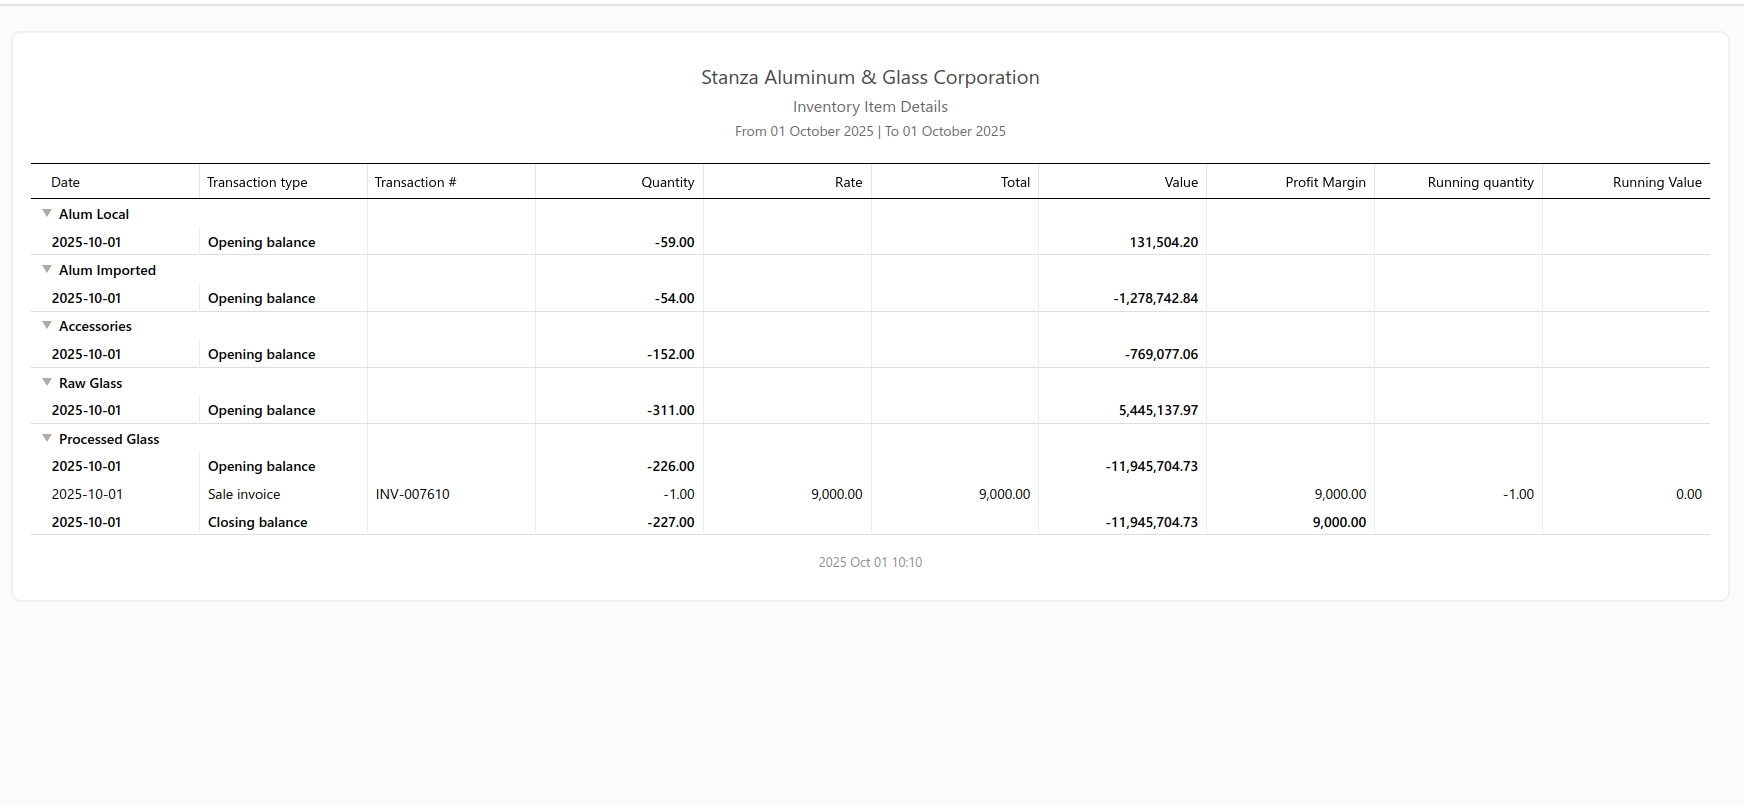 Stanza Aluminum & Glass Corporation
Inventory Item Details
From 01 October 2025 | To 01 October 2025
Date Transaction type Transaction # Quantity Rate Total Value Profit Margin Running quantity Running Value
Alum Local
2025-10-01 Opening balance -59.00 131,504.20
Alum Imported
2025-10-01 Opening balance -54.00 -1,278,742.84
Accessories
2025-10-01 Opening balance -152.00 -769,077.06
Raw Glass
2025-10-01 Opening balance -311.00 5,445,137.97
Processed Glass
2025-10-01 Opening balance -226.00 -11,945,704.73
2025-10-01 Sale invoice INV-007610 -1.00 9,000.00 9,000.00 9,000.00 -1.00 0.00
2025-10-01 Closing balance -227.00 -11,945,704.73 9,000.00
2025 Oct 01 10:10